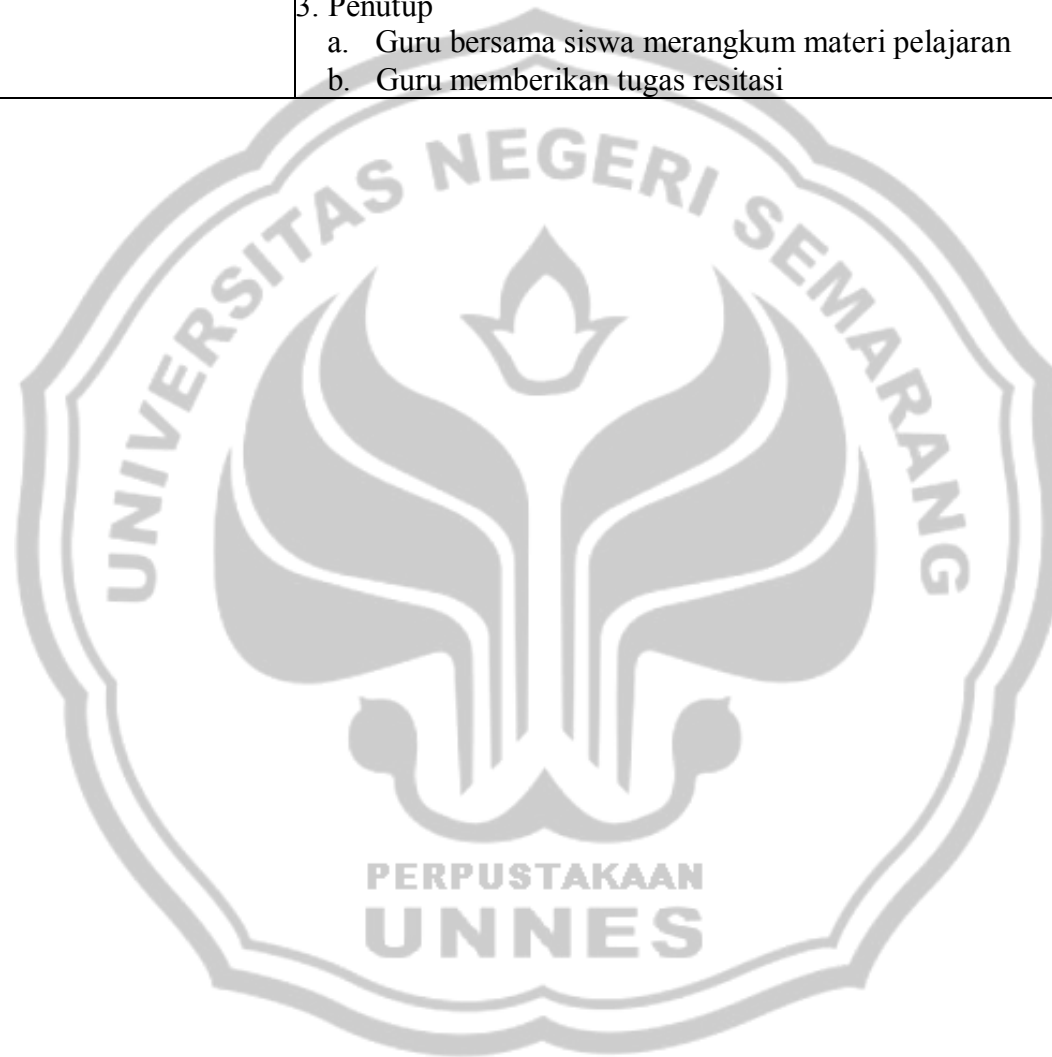 3. Penutup
a. Guru bersama siswa merangkum materi pelajaran
b. Guru memberikan tugas resitasi
UNIVERSITAS NEGERI SEMARANG
PERPUSTAKAAN
UNNES